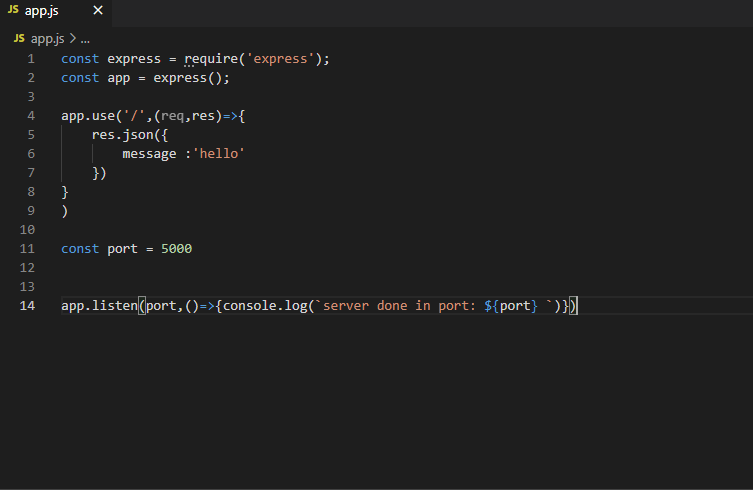 JS app.js ×
JS app.js > ...
1 const express = require('express');
2 const app = express();
3
4 app.use('/',(req,res)=>{
5     res.json({
6         message :'hello'
7     })
8 }
9 )
10
11 const port = 5000
12
13
14 app.listen(port,()=>{console.log(`server done in port: ${port} `)})